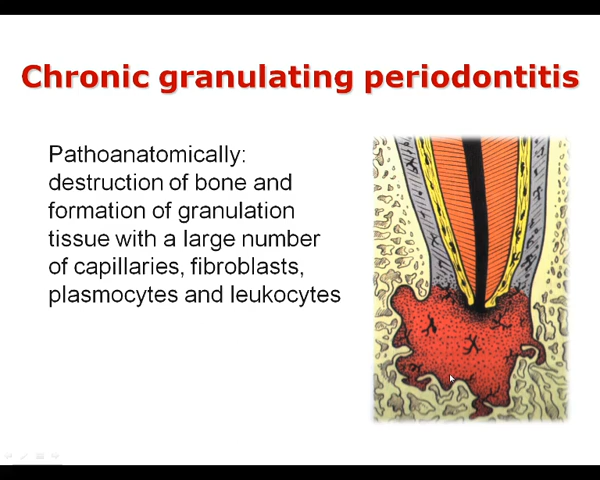 Chronic granulating periodontitis
Pathoanatomically:
destruction of bone and
formation of granulation
tissue with a large number
of capillaries, fibroblasts,
plasmocytes and leukocytes